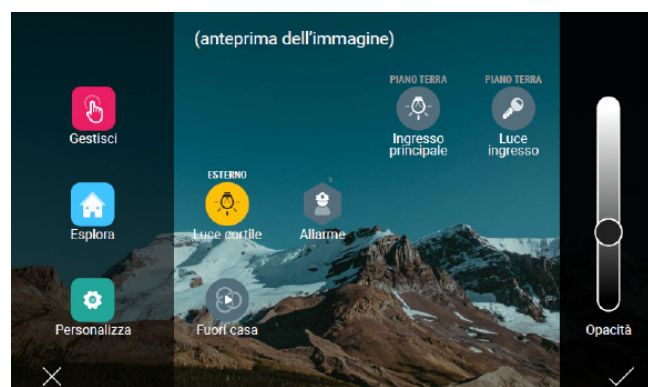 (anteprima dell'immagine)
PIANO TERRA
PIANO TERRA
Gestisci
Ingresso
principale
Luce
ingresso
ESTERNO
Esplora
Luce cortile
Allarme
Personalizza
Fuori casa
Opacità